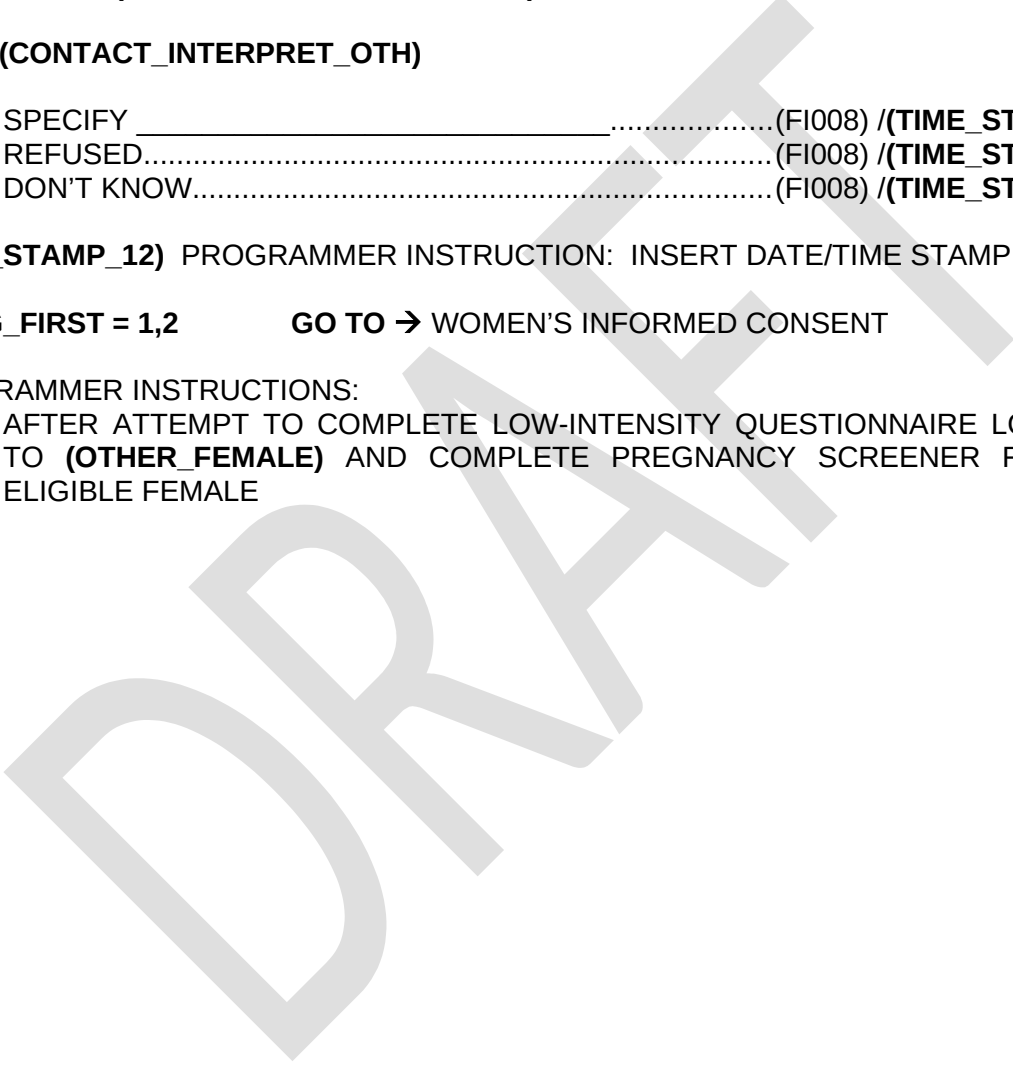 (CONTACT_INTERPRET_OTH)
SPECIFY ______________________________....................(FI008) /(TIME_ST
REFUSED............................................................................(FI008) /(TIME_ST
DON'T KNOW......................................................................(FI008) /(TIME_ST
_STAMP_12) PROGRAMMER INSTRUCTION: INSERT DATE/TIME STAMP
_FIRST = 1,2 GO TO → WOMEN'S INFORMED CONSENT
RAMMER INSTRUCTIONS:
AFTER ATTEMPT TO COMPLETE LOW-INTENSITY QUESTIONNAIRE LO
TO (OTHER_FEMALE) AND COMPLETE PREGNANCY SCREENER F
ELIGIBLE FEMALE
DRAFT